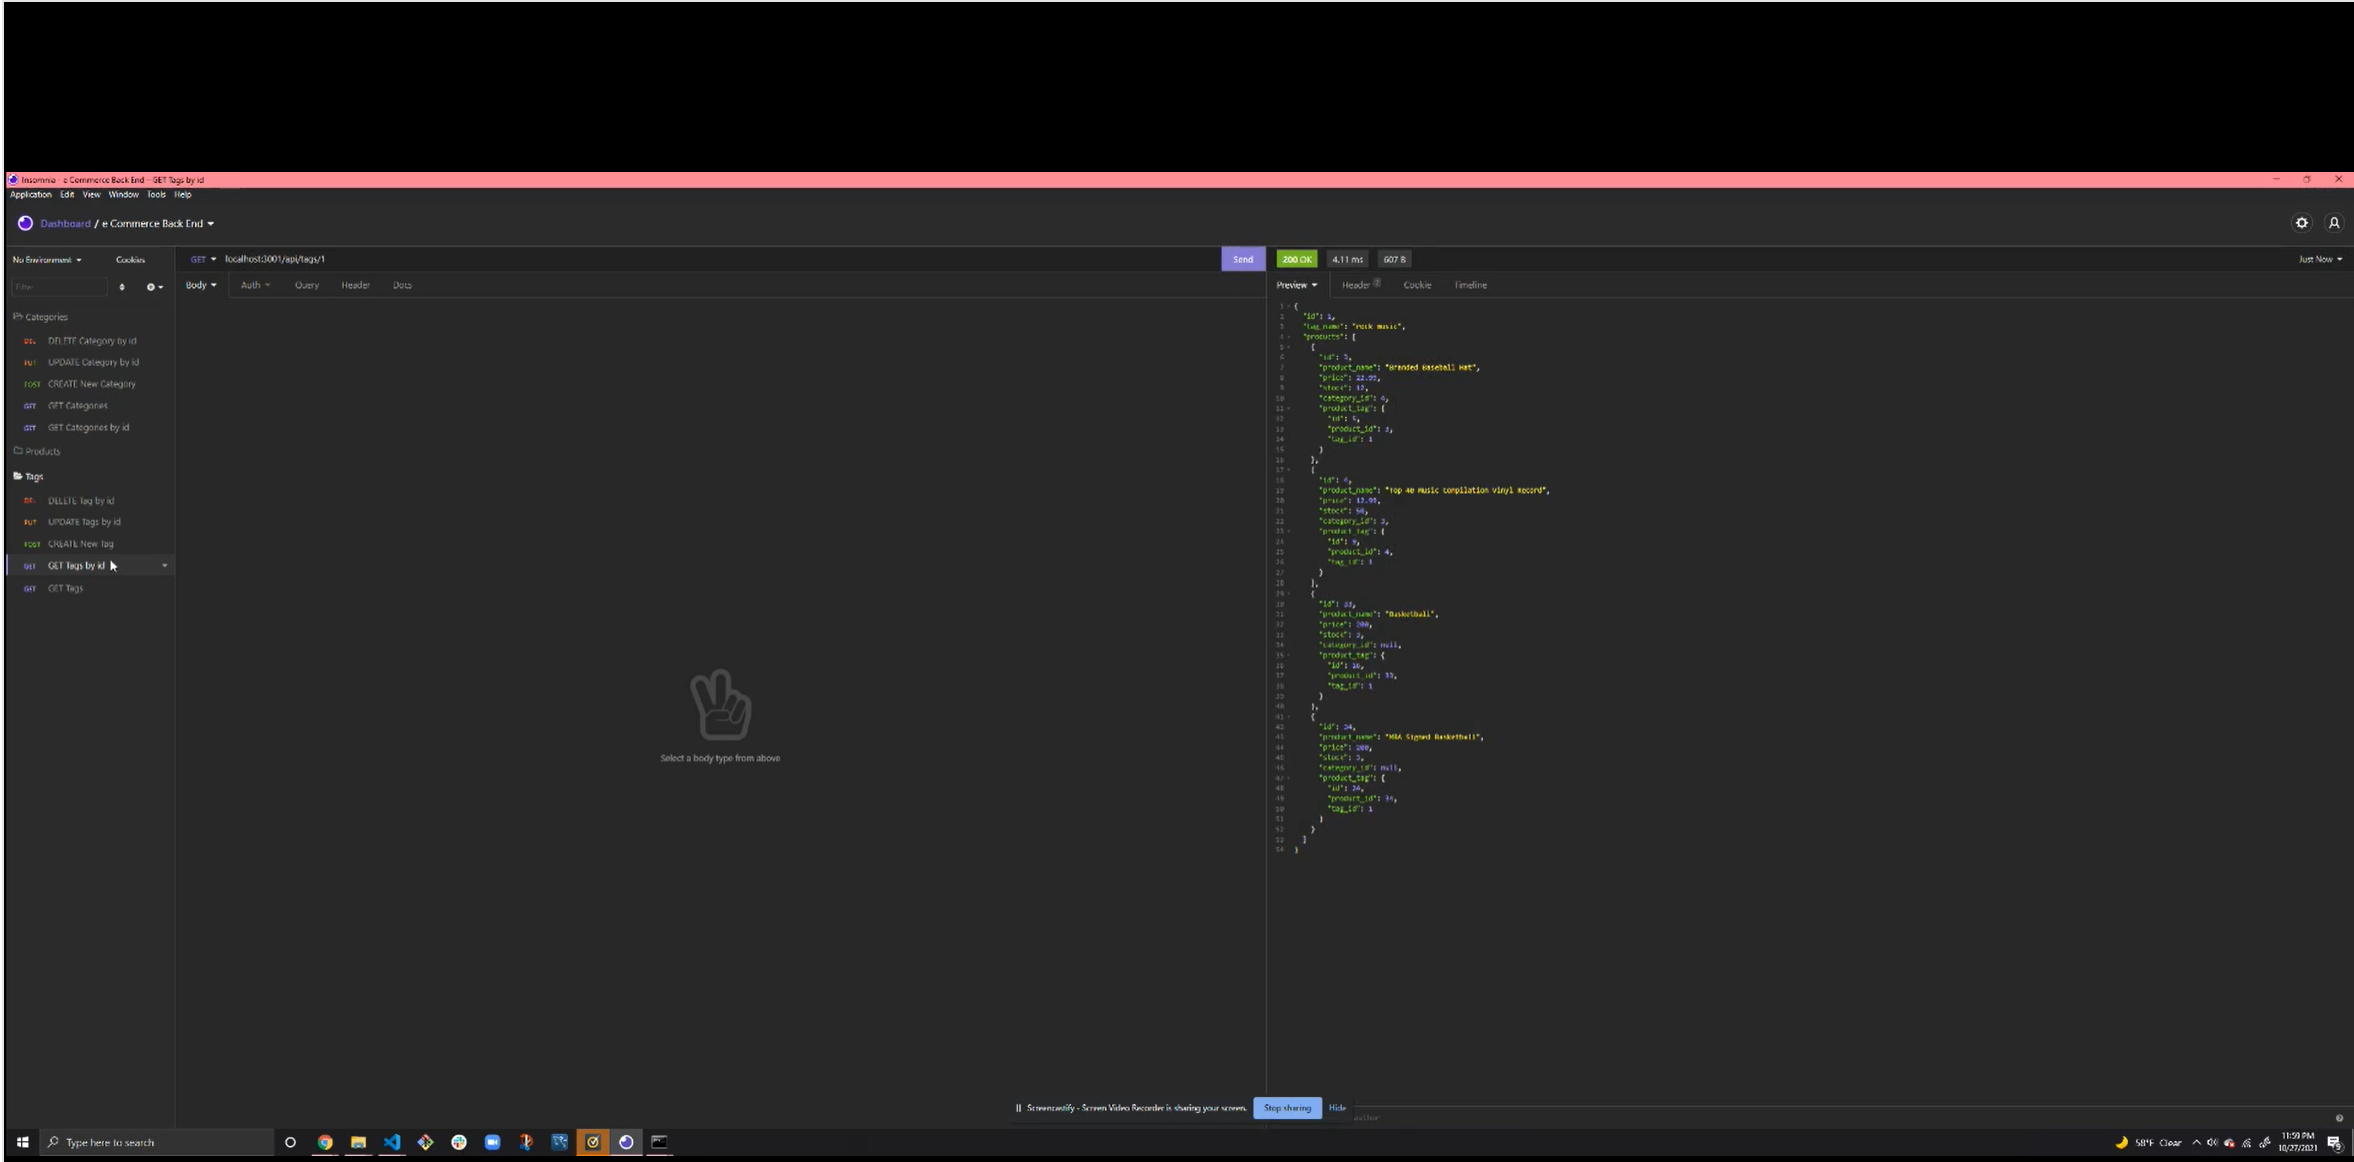 Insomnia - e Commerce Back End - GET Tags by id
Application Edit View Window Tools Help
Dashboard / e Commerce Back End
No Environment Cookies
Filter
Categories
DEL DELETE Category by id
PUT UPDATE Category by id
POST CREATE New Category
GET GET Categories
GET GET Categories by id
Products
Tags
DEL DELETE Tag by id
PUT UPDATE Tags by id
POST CREATE New Tag
GET GET Tags by id
GET GET Tags
GET localhost:3001/api/tags/1 Send
Body Auth Query Header Docs
Select a body type from above
200 OK 4.11 ms 607 B Just Now
Preview Header 7 Cookie Timeline
{
"id": 1,
"tag_name": "rock music",
"products": [
{
"id": 3,
"product_name": "Branded Baseball Hat",
"price": 22.99,
"stock": 12,
"category_id": 4,
"product_tag": {
"id": 5,
"product_id": 3,
"tag_id": 1
}
},
{
"id": 4,
"product_name": "Top 40 Music Compilation Vinyl Record",
"price": 12.99,
"stock": 50,
"category_id": 3,
"product_tag": {
"id": 9,
"product_id": 4,
"tag_id": 1
}
},
{
"id": 33,
"product_name": "Basketball",
"price": 200,
"stock": 3,
"category_id": null,
"product_tag": {
"product_id": 33,
"tag_id": 1
}
},
{
"id": 34,
"product_name": "NBA Signed Basketball",
"price": 200,
"stock": 3,
"category_id": null,
"product_tag": {
"product_id": 34,
"tag_id": 1
}
}
]
}
Screencastify - Screen Video Recorder is sharing your screen. Stop sharing Hide
Type here to search
58°F Clear
11:59 PM
10/27/2021